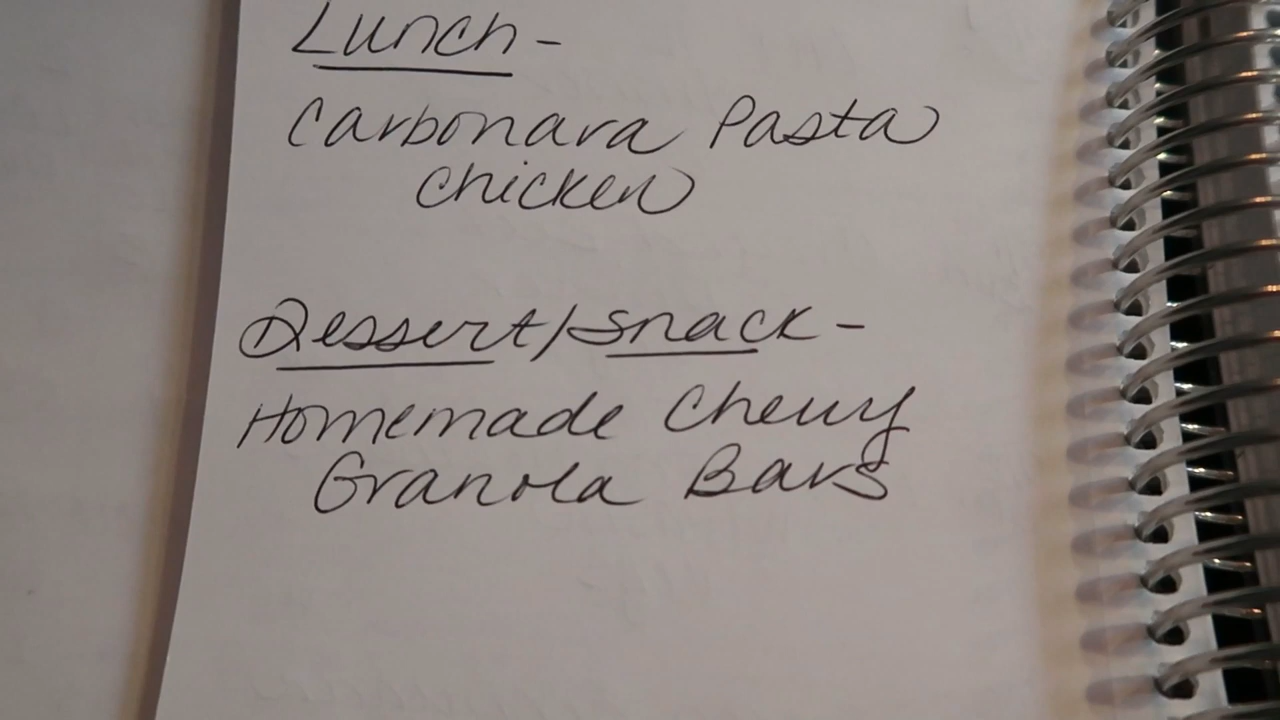 Lunch -
Carbonara Pasta
chicken
Dessert/Snack -
Homemade Chewy
Granola Bars